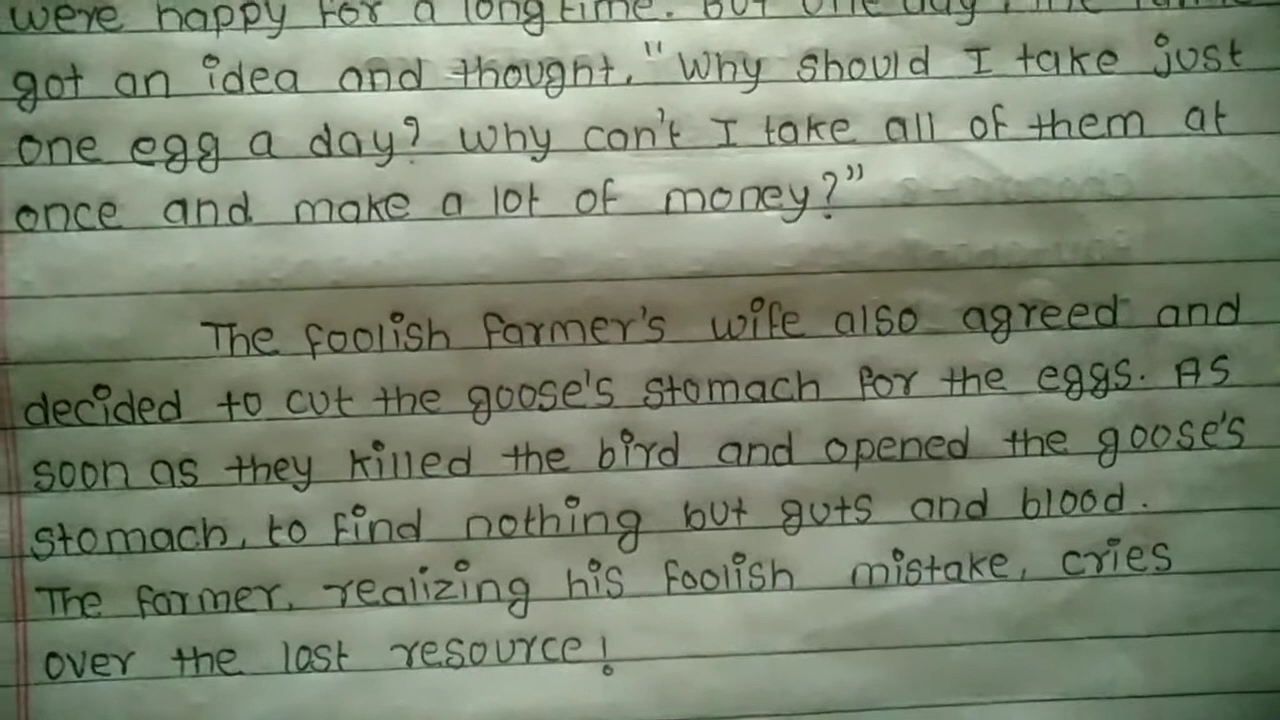 were happy for a long time. But one day, the
got an idea and thought, "Why should I take just
one egg a day? Why can't I take all of them at
once and make a lot of money?"
The foolish farmer's wife also agreed and
decided to cut the goose's stomach for the eggs. As
soon as they killed the bird and opened the goose's
stomach, to find nothing but guts and blood.
The farmer, realizing his foolish mistake, cries
over the lost resource!